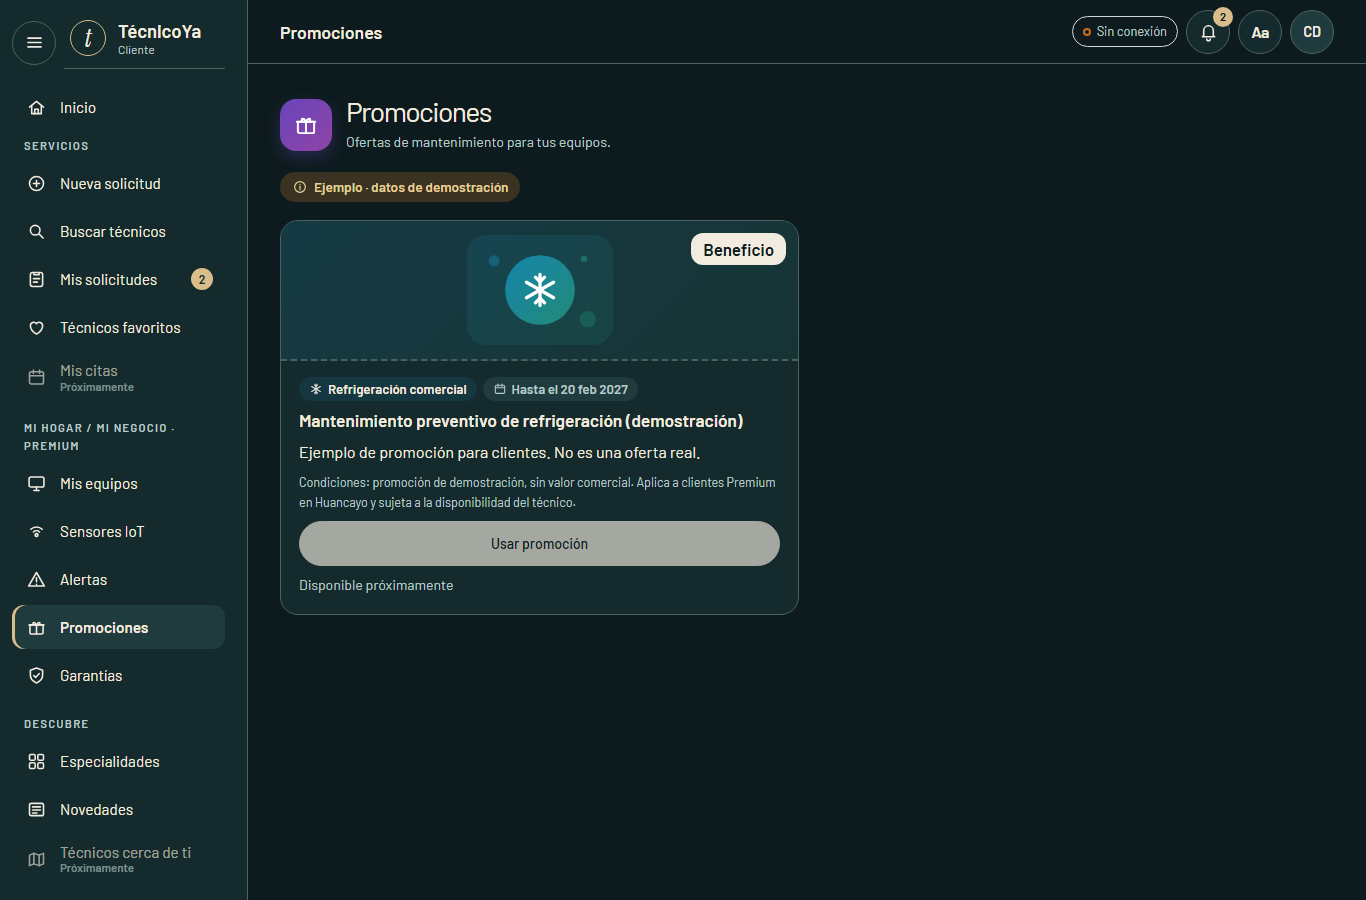 t
TécnicoYa
Cliente
Inicio
SERVICIOS
Nueva solicitud
Buscar técnicos
Mis solicitudes 2
Técnicos favoritos
Mis citas
Próximamente
MI HOGAR / MI NEGOCIO ·
PREMIUM
Mis equipos
Sensores IoT
Alertas
Promociones
Garantías
DESCUBRE
Especialidades
Novedades
Técnicos cerca de ti
Próximamente
Promociones
Sin conexión
2
Aa
CD
Promociones
Ofertas de mantenimiento para tus equipos.
Ejemplo · datos de demostración
Beneficio
Refrigeración comercial
Hasta el 20 feb 2027
Mantenimiento preventivo de refrigeración (demostración)
Ejemplo de promoción para clientes. No es una oferta real.
Condiciones: promoción de demostración, sin valor comercial. Aplica a clientes Premium
en Huancayo y sujeta a la disponibilidad del técnico.
Usar promoción
Disponible próximamente